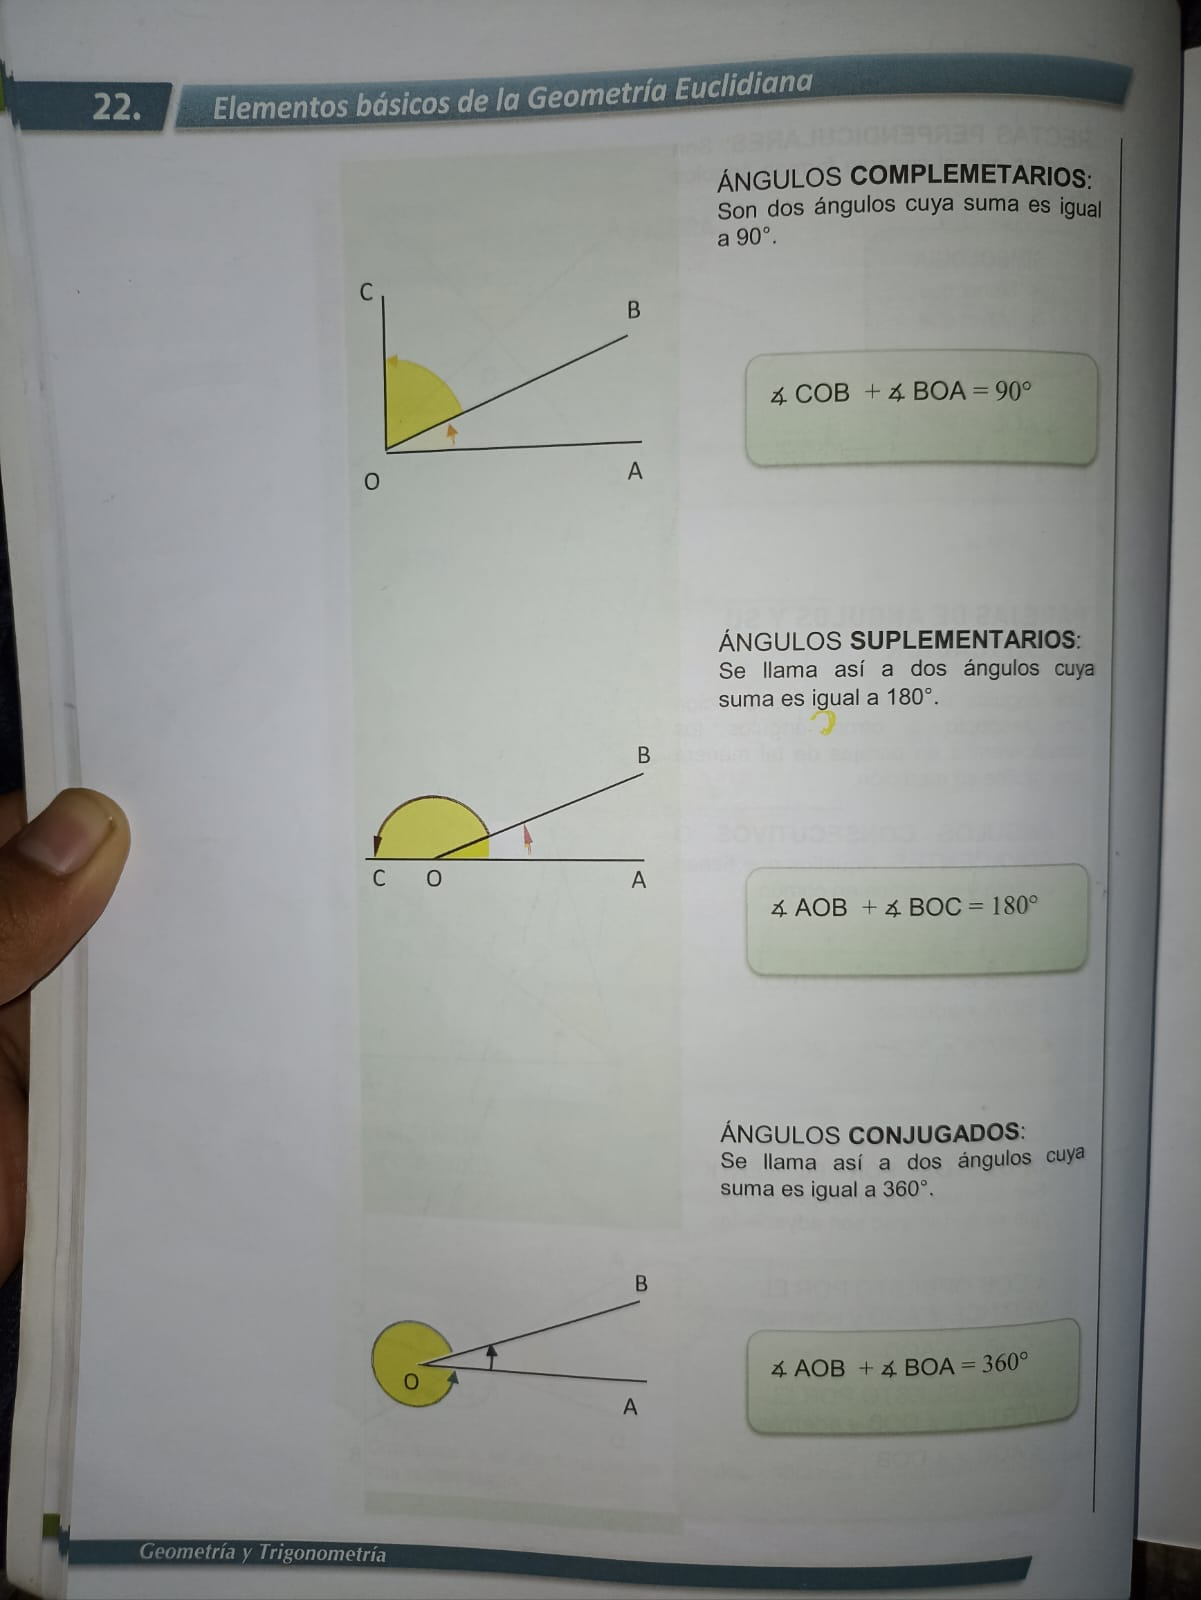 22. Elementos básicos de la Geometría Euclidiana
ÁNGULOS COMPLEMETARIOS:
Son dos ángulos cuya suma es igual
a 90°.
C
B
O
A
∡ COB + ∡ BOA = 90°
ÁNGULOS SUPLEMENTARIOS:
Se llama así a dos ángulos cuya
suma es igual a 180°.
B
C O A
∡ AOB + ∡ BOC = 180°
ÁNGULOS CONJUGADOS:
Se llama así a dos ángulos cuya
suma es igual a 360°.
B
O
A
∡ AOB + ∡ BOA = 360°
Geometría y Trigonometría